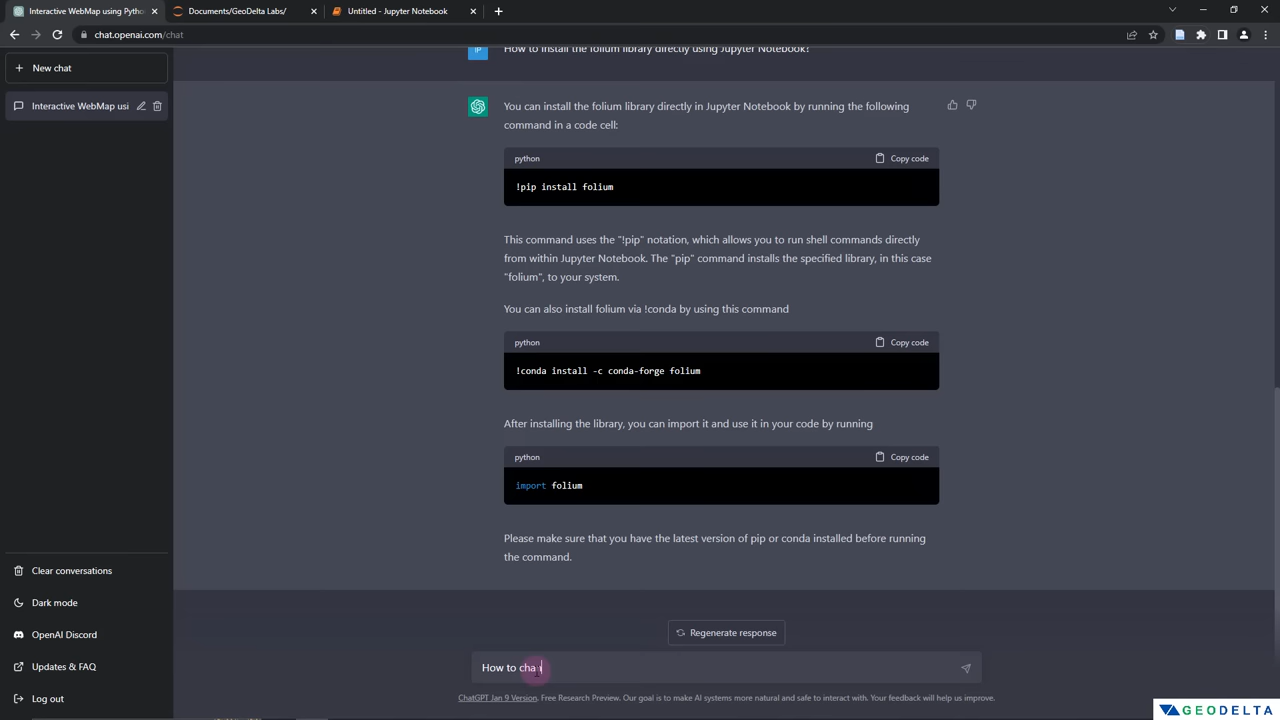 Interactive WebMap using Pytho
Documents/GeoDelta Labs/
Untitled - Jupyter Notebook
chat.openai.com/chat
New chat
Interactive WebMap usi
IP
How to install the folium library directly using Jupyter Notebook?
You can install the folium library directly in Jupyter Notebook by running the following
command in a code cell:
python
Copy code
!pip install folium
This command uses the "!pip" notation, which allows you to run shell commands directly
from within Jupyter Notebook. The "pip" command installs the specified library, in this case
"folium", to your system.
You can also install folium via !conda by using this command
python
Copy code
!conda install -c conda-forge folium
After installing the library, you can import it and use it in your code by running
python
Copy code
import folium
Please make sure that you have the latest version of pip or conda installed before running
the command.
Clear conversations
Dark mode
OpenAI Discord
Updates & FAQ
Log out
Regenerate response
How to cha
ChatGPT Jan 9 Version. Free Research Preview. Our goal is to make AI systems more natural and safe to interact with. Your feedback will help us improve.
GEODELTA